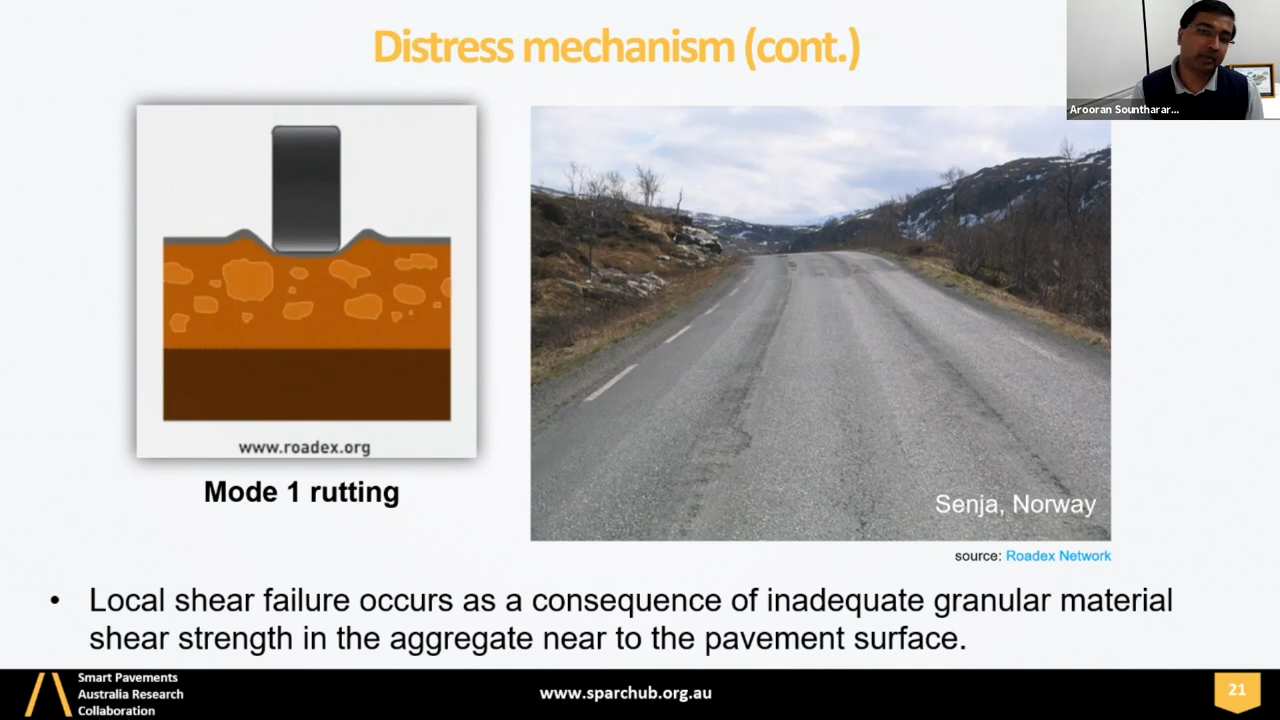 Distress mechanism (cont.)
Arooran Sountharar...
www.roadex.org
Mode 1 rutting
Senja, Norway
source: Roadex Network
• Local shear failure occurs as a consequence of inadequate granular material
shear strength in the aggregate near to the pavement surface.
Smart Pavements
Australia Research
Collaboration
www.sparchub.org.au
21